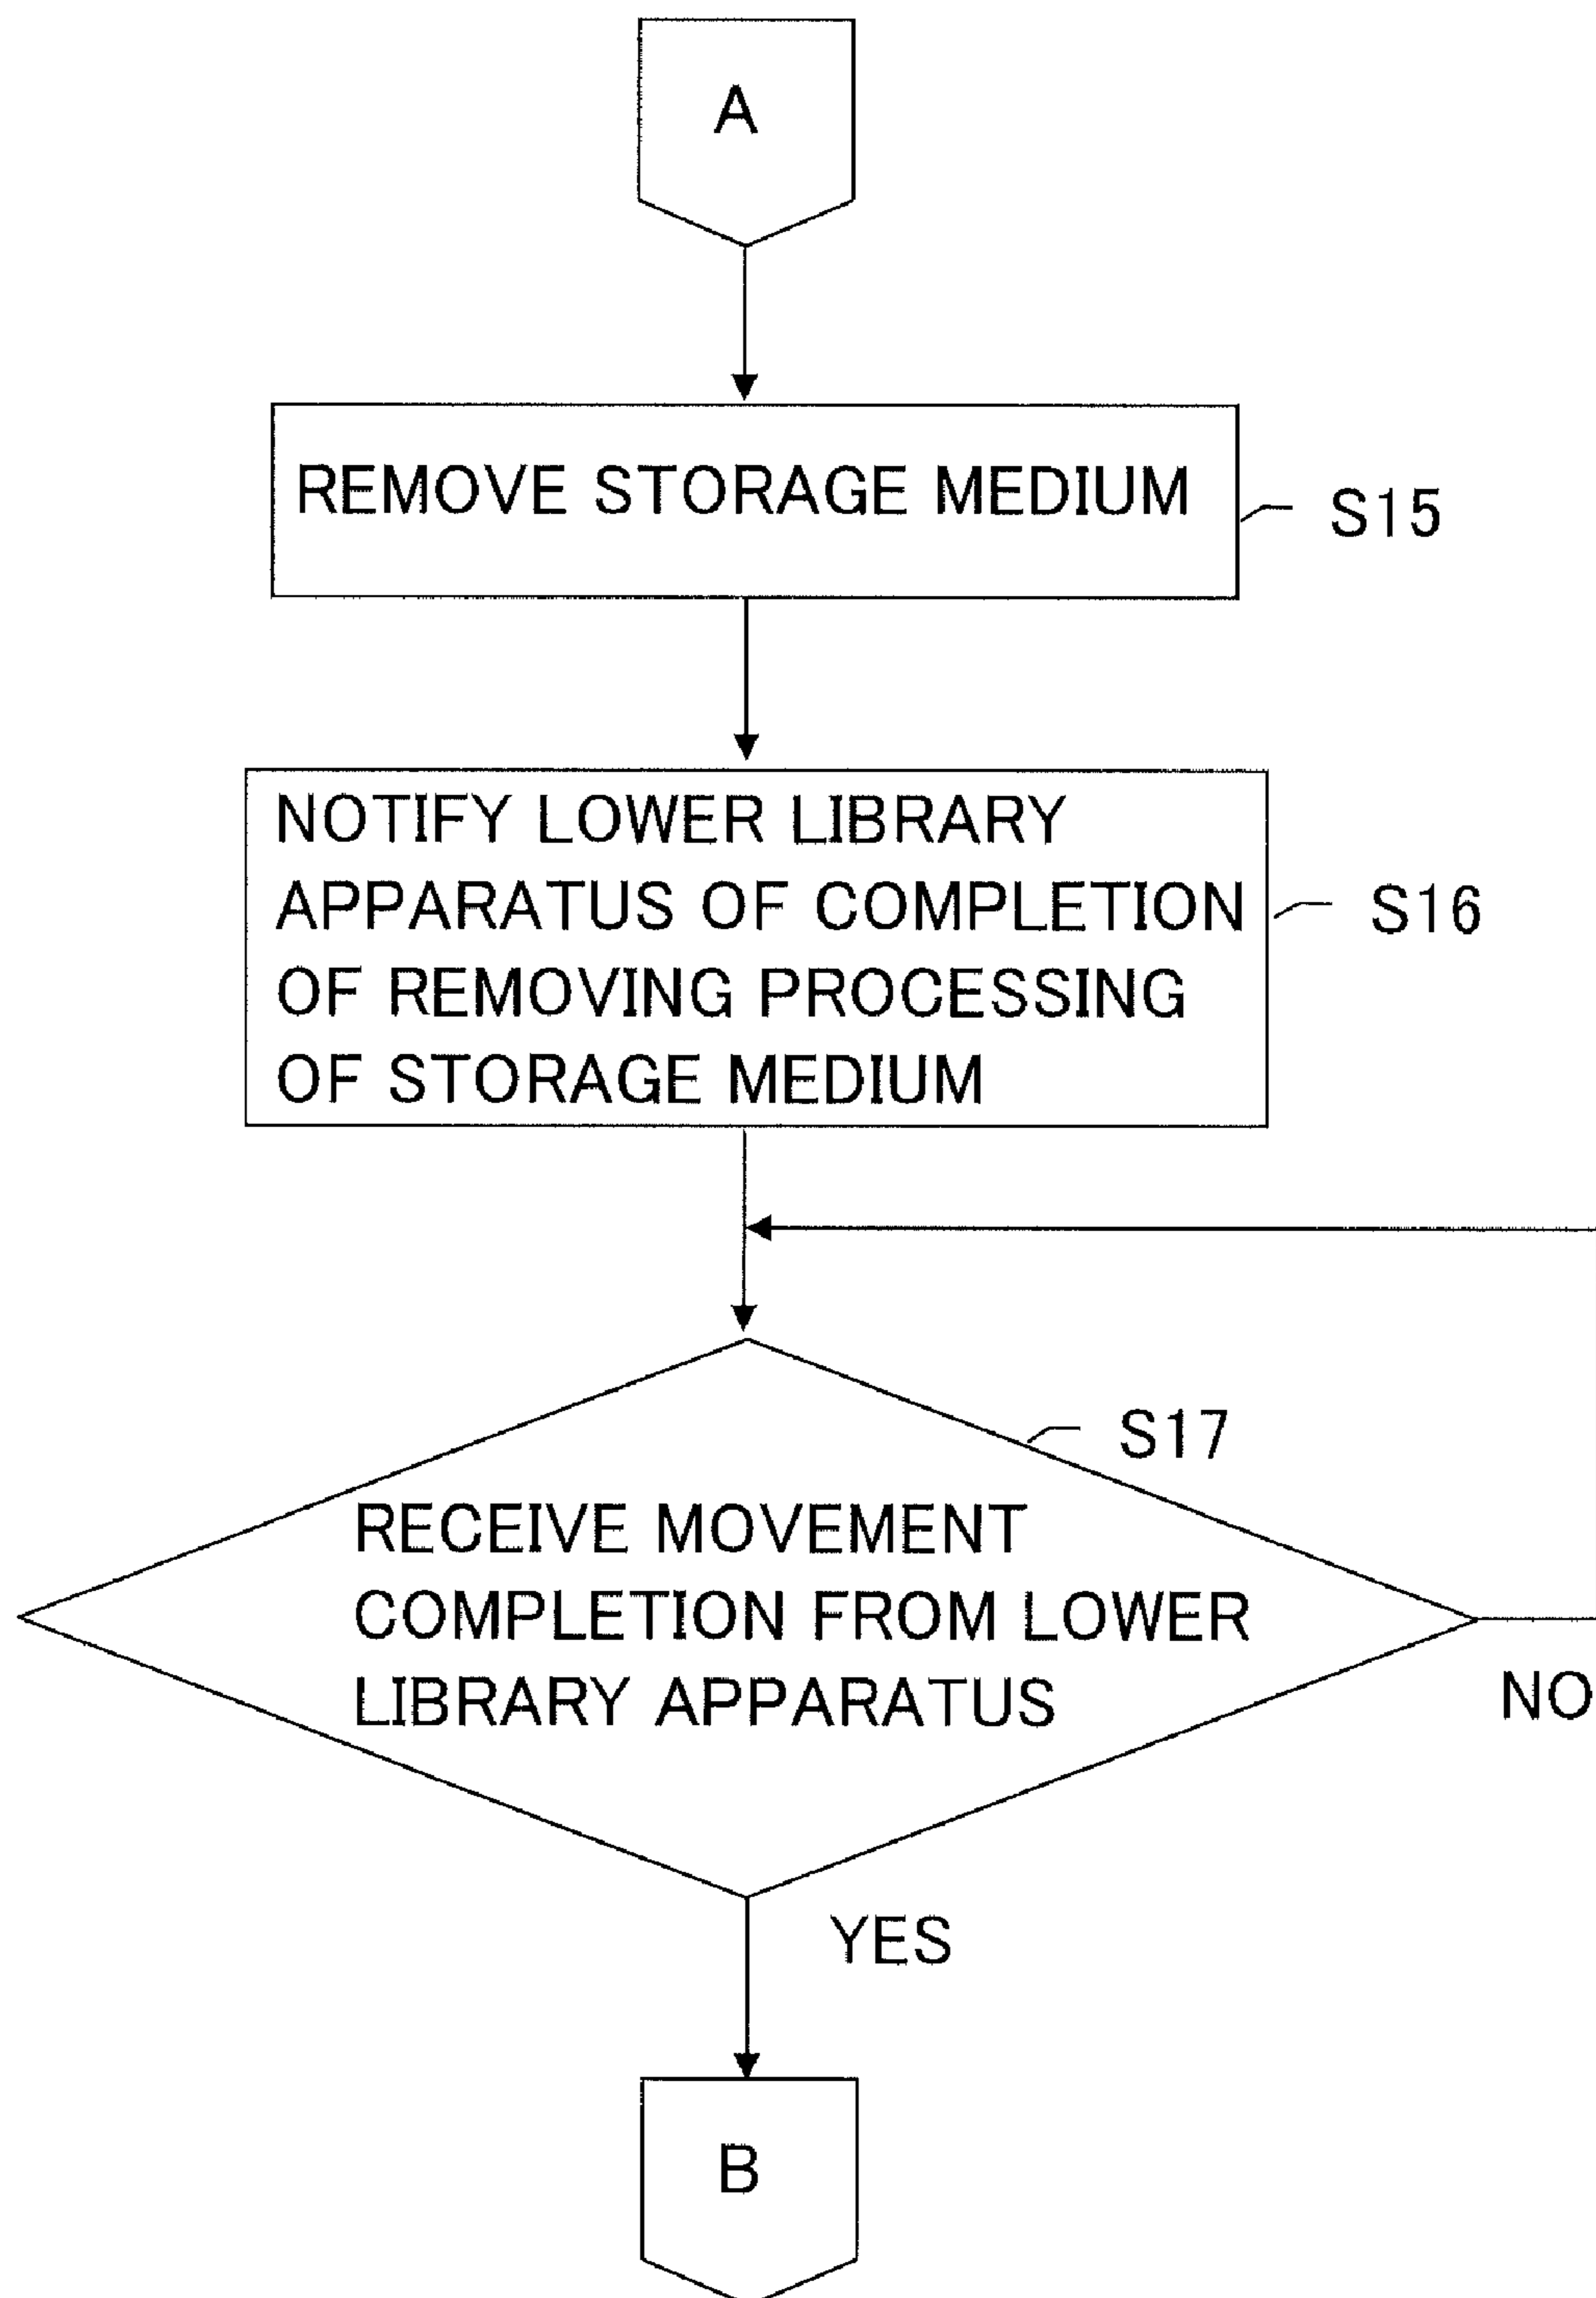 A
REMOVE STORAGE MEDIUM
S15
NOTIFY LOWER LIBRARY
APPARATUS OF COMPLETION
OF REMOVING PROCESSING
OF STORAGE MEDIUM
S16
S17
RECEIVE MOVEMENT
COMPLETION FROM LOWER
LIBRARY APPARATUS
NO
YES
B